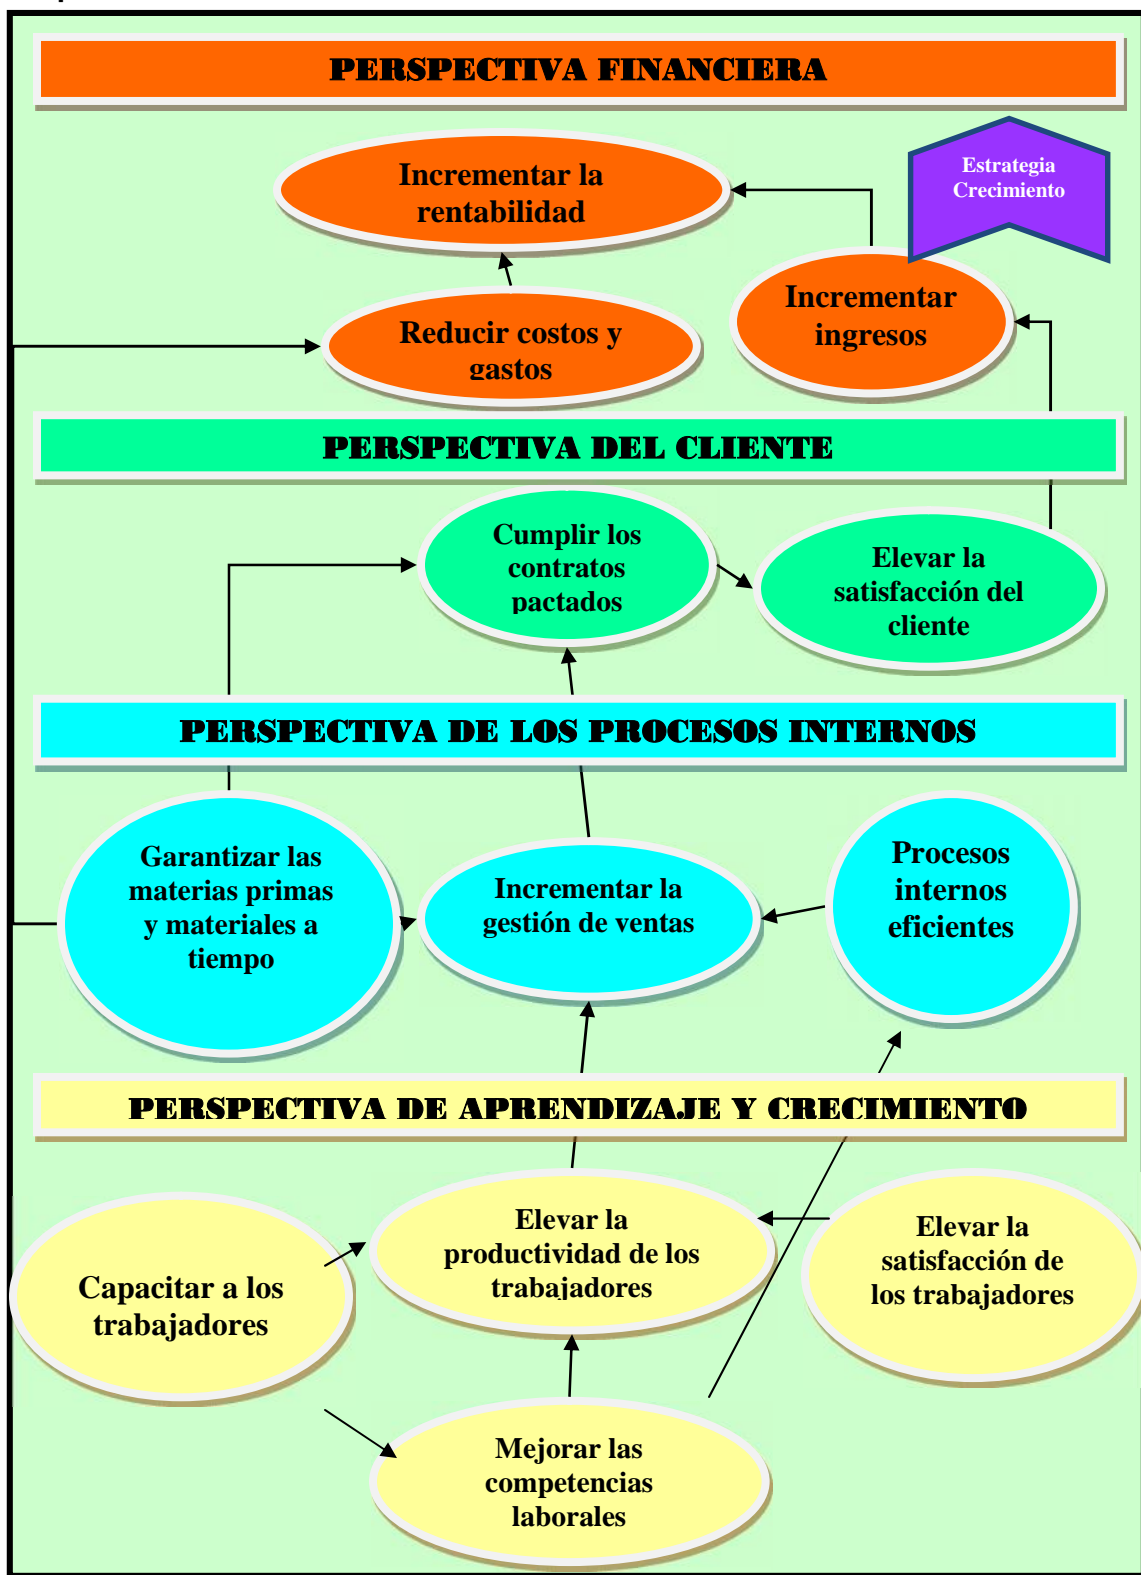 PERSPECTIVA FINANCIERA
Estrategia
Crecimiento
Incrementar la
rentabilidad
Incrementar
ingresos
Reducir costos y
gastos
PERSPECTIVA DEL CLIENTE
Cumplir los
contratos
pactados
Elevar la
satisfacción del
cliente
PERSPECTIVA DE LOS PROCESOS INTERNOS
Garantizar las
materias primas
y materiales a
tiempo
Incrementar la
gestión de ventas
Procesos
internos
eficientes
PERSPECTIVA DE APRENDIZAJE Y CRECIMIENTO
Capacitar a los
trabajadores
Elevar la
productividad de los
trabajadores
Elevar la
satisfacción de
los trabajadores
Mejorar las
competencias
laborales